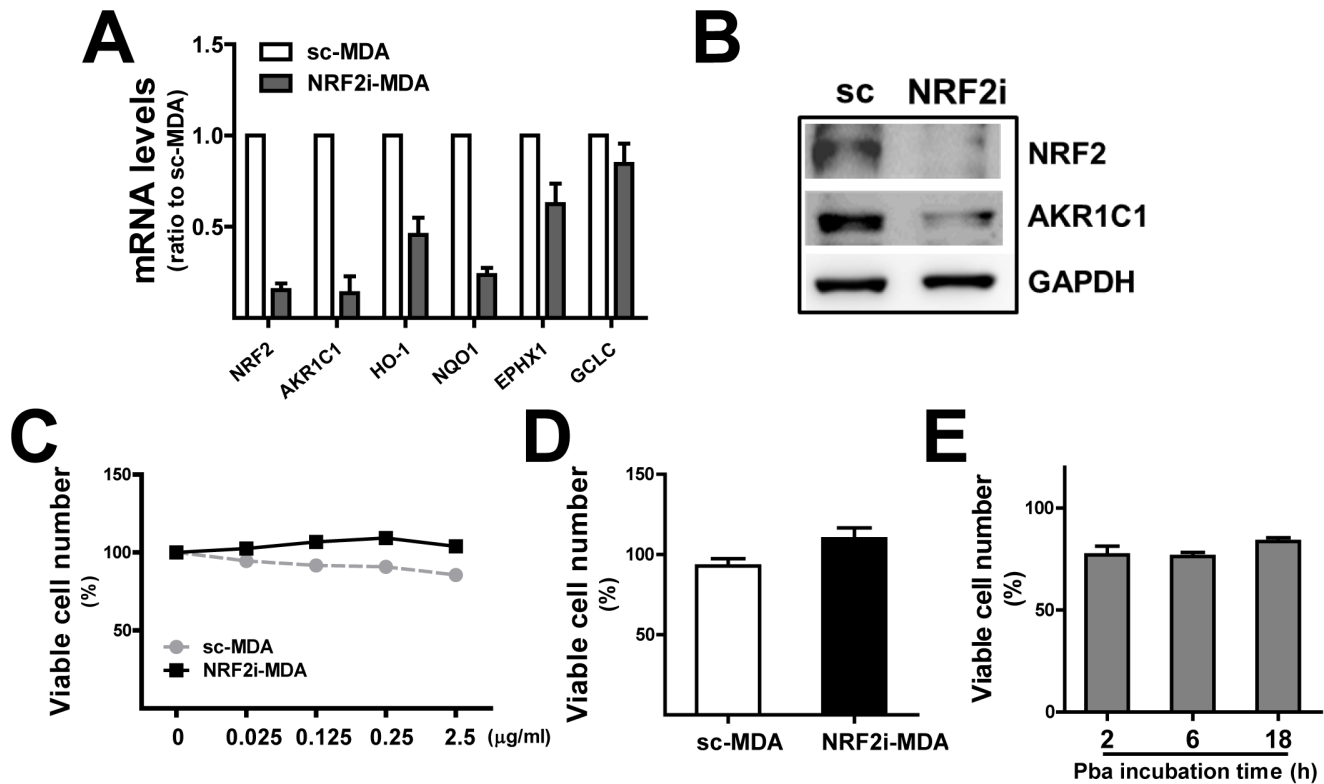 A
mRNA levels
(ratio to sc-MDA)
1.5
1.0
0.5
sc-MDA
NRF2i-MDA
NRF2
AKR1C1
HO-1
NQO1
EPHX1
GCLC
B
sc NRF2i
NRF2
AKR1C1
GAPDH
C
Viable cell number
(%)
150
100
50
sc-MDA
NRF2i-MDA
0 0.025 0.125 0.25 2.5 (μg/ml)
D
Viable cell number
(%)
150
100
50
sc-MDA NRF2i-MDA
E
Viable cell number
(%)
100
50
0
2 6 18
Pba incubation time (h)